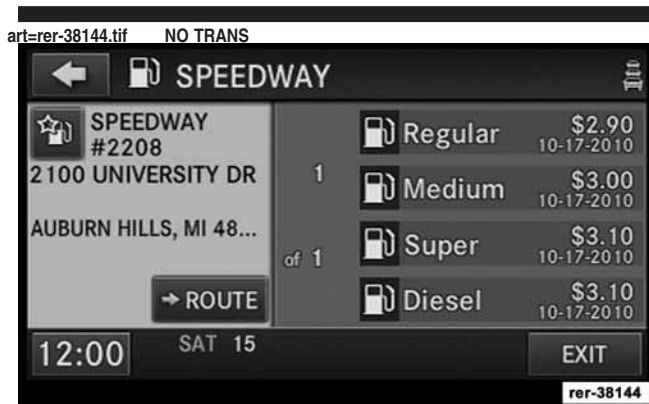 art=rer-38144.tif NO TRANS
SPEEDWAY
SPEEDWAY
#2208
2100 UNIVERSITY DR
AUBURN HILLS, MI 48...
ROUTE
1
of 1
Regular $2.90
10-17-2010
Medium $3.00
10-17-2010
Super $3.10
10-17-2010
Diesel $3.10
10-17-2010
12:00 SAT 15 EXIT
rer-38144